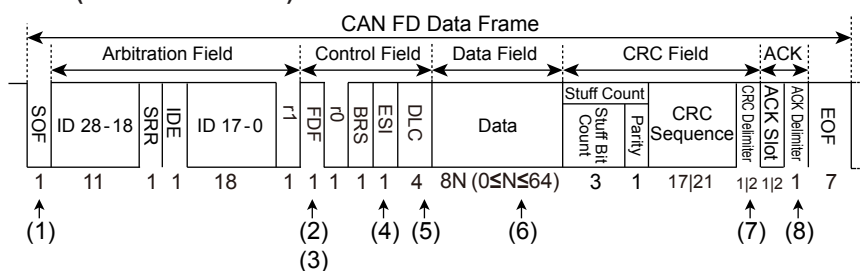 CAN FD Data Frame
Arbitration Field Control Field Data Field CRC Field ACK
SOF ID 28-18 SRR IDE ID 17-0 r1 FDF r0 BRS ESI DLC Data Stuff Count Stuff Bit Count Parity CRC Sequence CRC Delimiter ACK Slot ACK Delimiter EOF
1 11 1 1 18 1 1 1 1 1 4 8N (0≤N≤64) 3 1 17|21 1|2 1|2 1 7
(1) (2) (4) (5) (6) (7) (8)
(3)